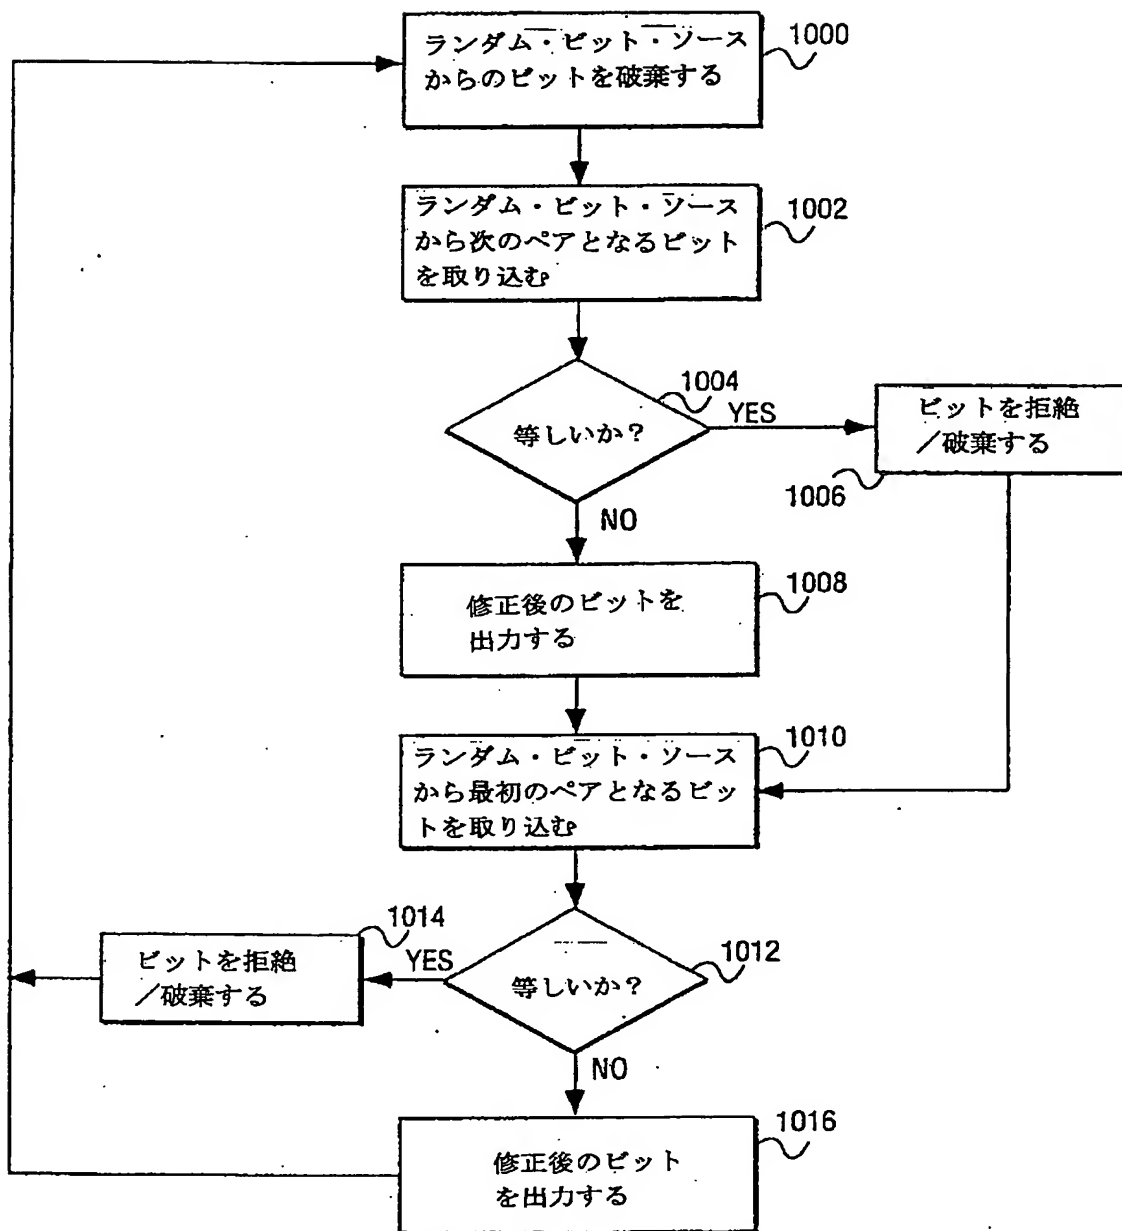 ランダム・ビット・ソース
からのビットを破棄する
1000
ランダム・ビット・ソース
から次のペアとなるビット
を取り込む
1002
等しいか?
1004
YES
ビットを拒絶
/破棄する
1006
NO
修正後のビットを
出力する
1008
ランダム・ビット・ソース
から最初のペアとなるビッ
トを取り込む
1010
等しいか?
1012
YES
ビットを拒絶
/破棄する
1014
NO
修正後のビット
を出力する
1016